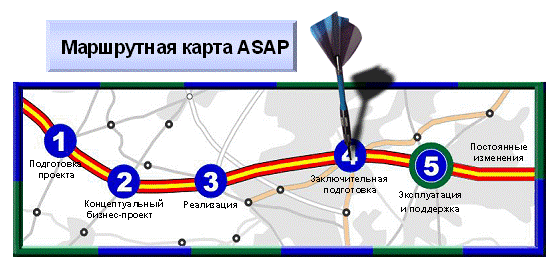 Маршрутная карта ASAP
1
Подготовка
проекта
2
Концептуальный
бизнес-проект
3
Реализация
4
Заключительная
подготовка
5
Эксплуатация
и поддержка
Постоянные
изменения